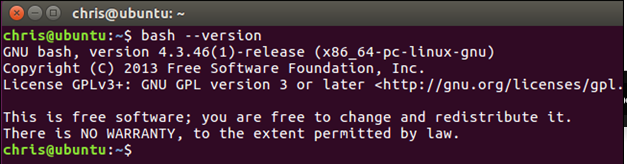 chris@ubuntu: ~
chris@ubuntu:~$ bash --version
GNU bash, version 4.3.46(1)-release (x86_64-pc-linux-gnu)
Copyright (C) 2013 Free Software Foundation, Inc.
License GPLv3+: GNU GPL version 3 or later <http://gnu.org/licenses/gpl.

This is free software; you are free to change and redistribute it.
There is NO WARRANTY, to the extent permitted by law.
chris@ubuntu:~$